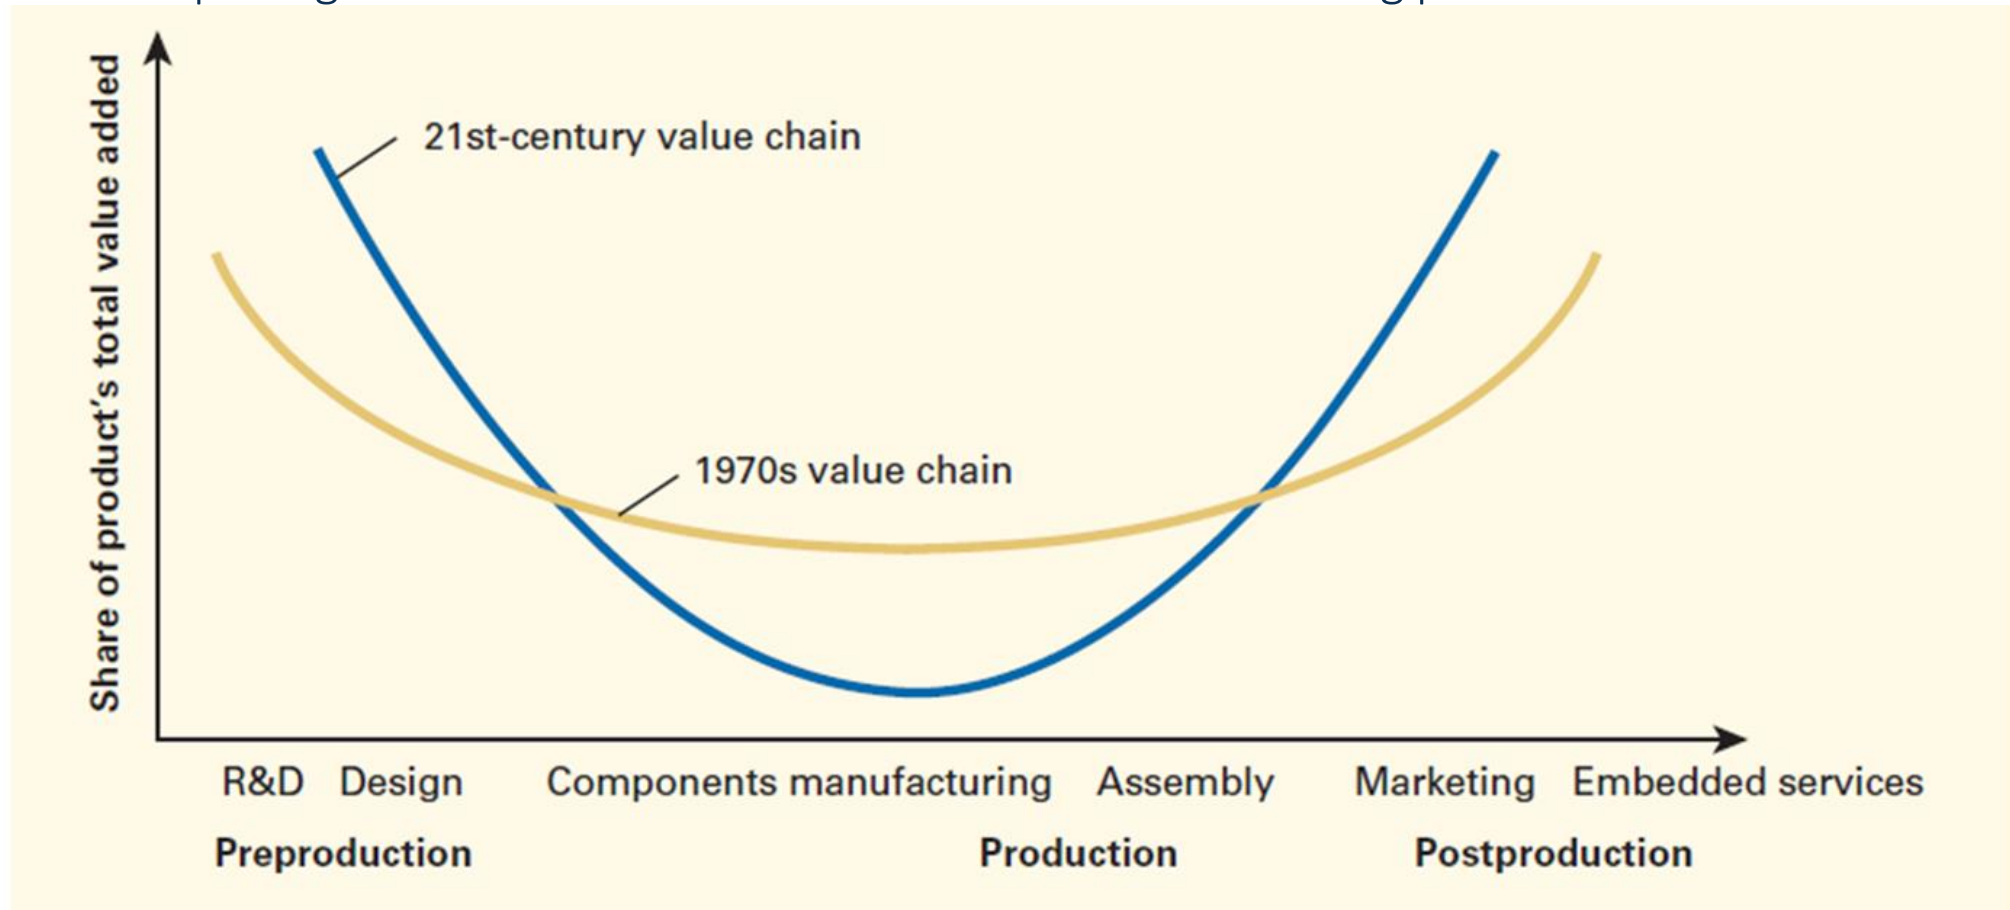 Share of product's total value added
21st-century value chain
1970s value chain
R&D Design Components manufacturing Assembly Marketing Embedded services
Preproduction Production Postproduction